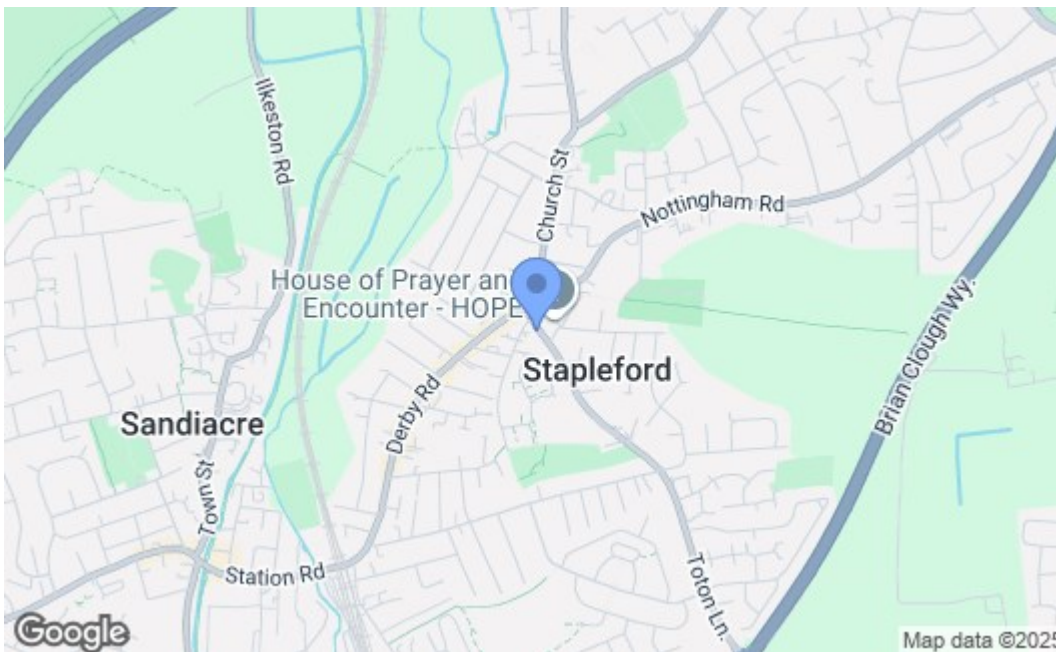 Ilkeston Rd
Church St
Nottingham Rd
House of Prayer an
Encounter - HOPE
Stapleford
Brian Clough Wy.
Derby Rd
Sandiacre
Town St
Station Rd
Toton Ln.
Google
Map data ©2025